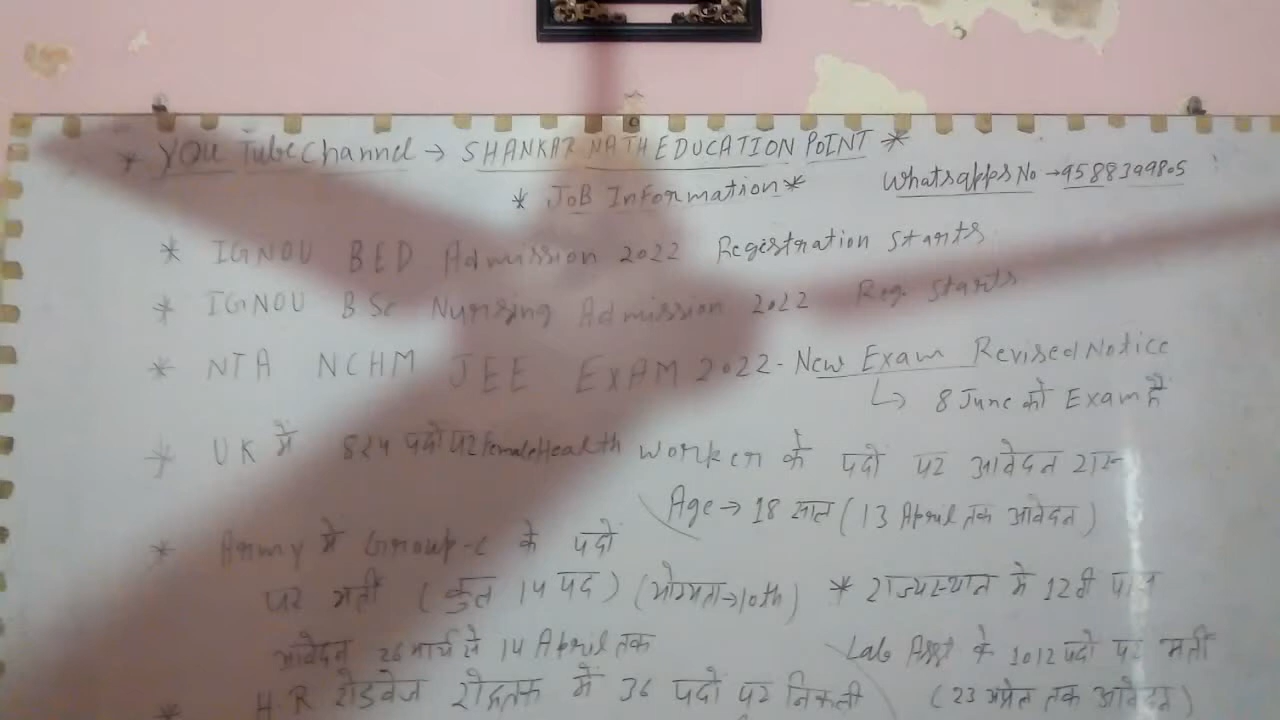 * YOU Tube Channel → SHANKAR NATH EDUCATION POINT *
* JOB Information *
Whatsapps No → 9588399805
* IGNOU BED Admission 2022 Registration Starts
* IGNOU BSc Nursing Admission 2022 Reg. Starts
* NTA NCHM JEE EXAM 2022 - New Exam Revised Notice
↳ 8 June को Exam है
* UK में 824 पदो पर Female Health Worker के पदो पर आवेदन
Age → 18 साल (13 April तक आवेदन)
* Army में Group-C के पदो
पर भर्ती (कुल 14 पद) (योग्यता → 10th)
आवेदन 26 मार्च से 14 April तक
* राज्यस्थान में 12वी पास
Lab Asst के 1012 पदो पर भर्ती
(23 अप्रेल तक आवेदन)
* H.R रोडवेज रोहतक में 36 पदो पर निकली